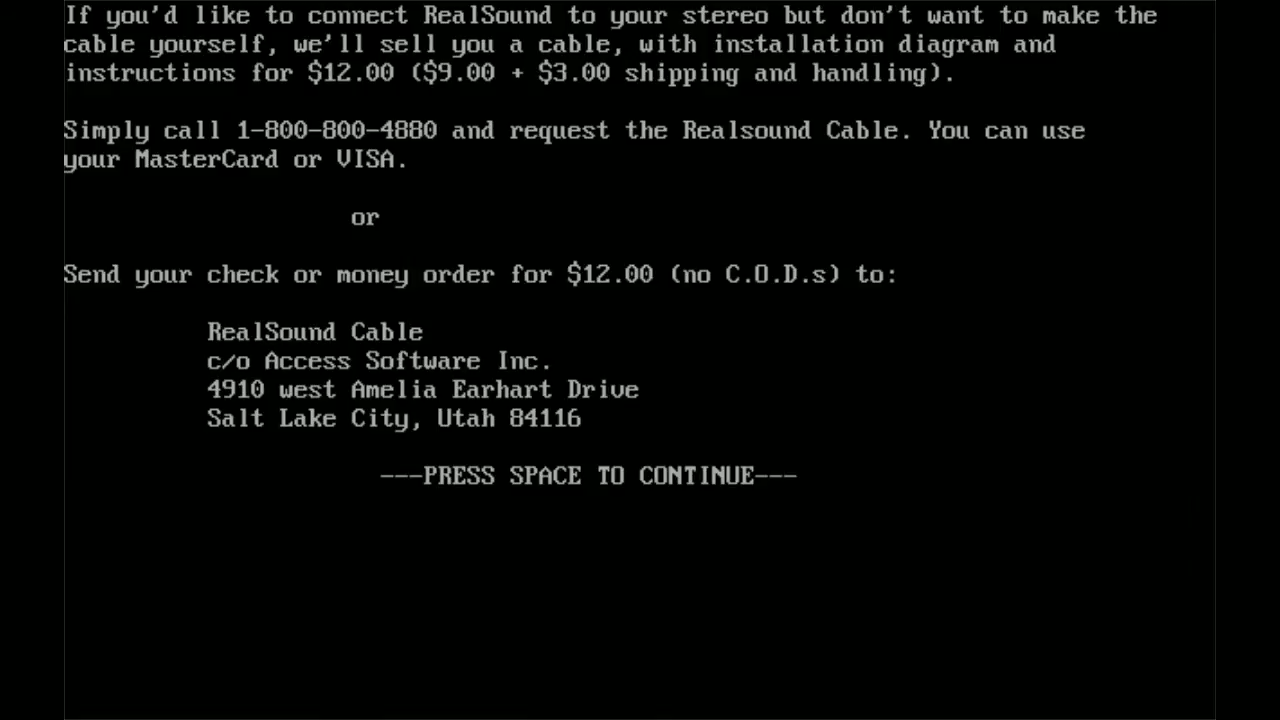 If you'd like to connect RealSound to your stereo but don't want to make the
cable yourself, we'll sell you a cable, with installation diagram and
instructions for $12.00 ($9.00 + $3.00 shipping and handling).
Simply call 1-800-800-4880 and request the Realsound Cable. You can use
your MasterCard or VISA.
or
Send your check or money order for $12.00 (no C.O.D.s) to:
RealSound Cable
c/o Access Software Inc.
4910 west Amelia Earhart Drive
Salt Lake City, Utah 84116
---PRESS SPACE TO CONTINUE---